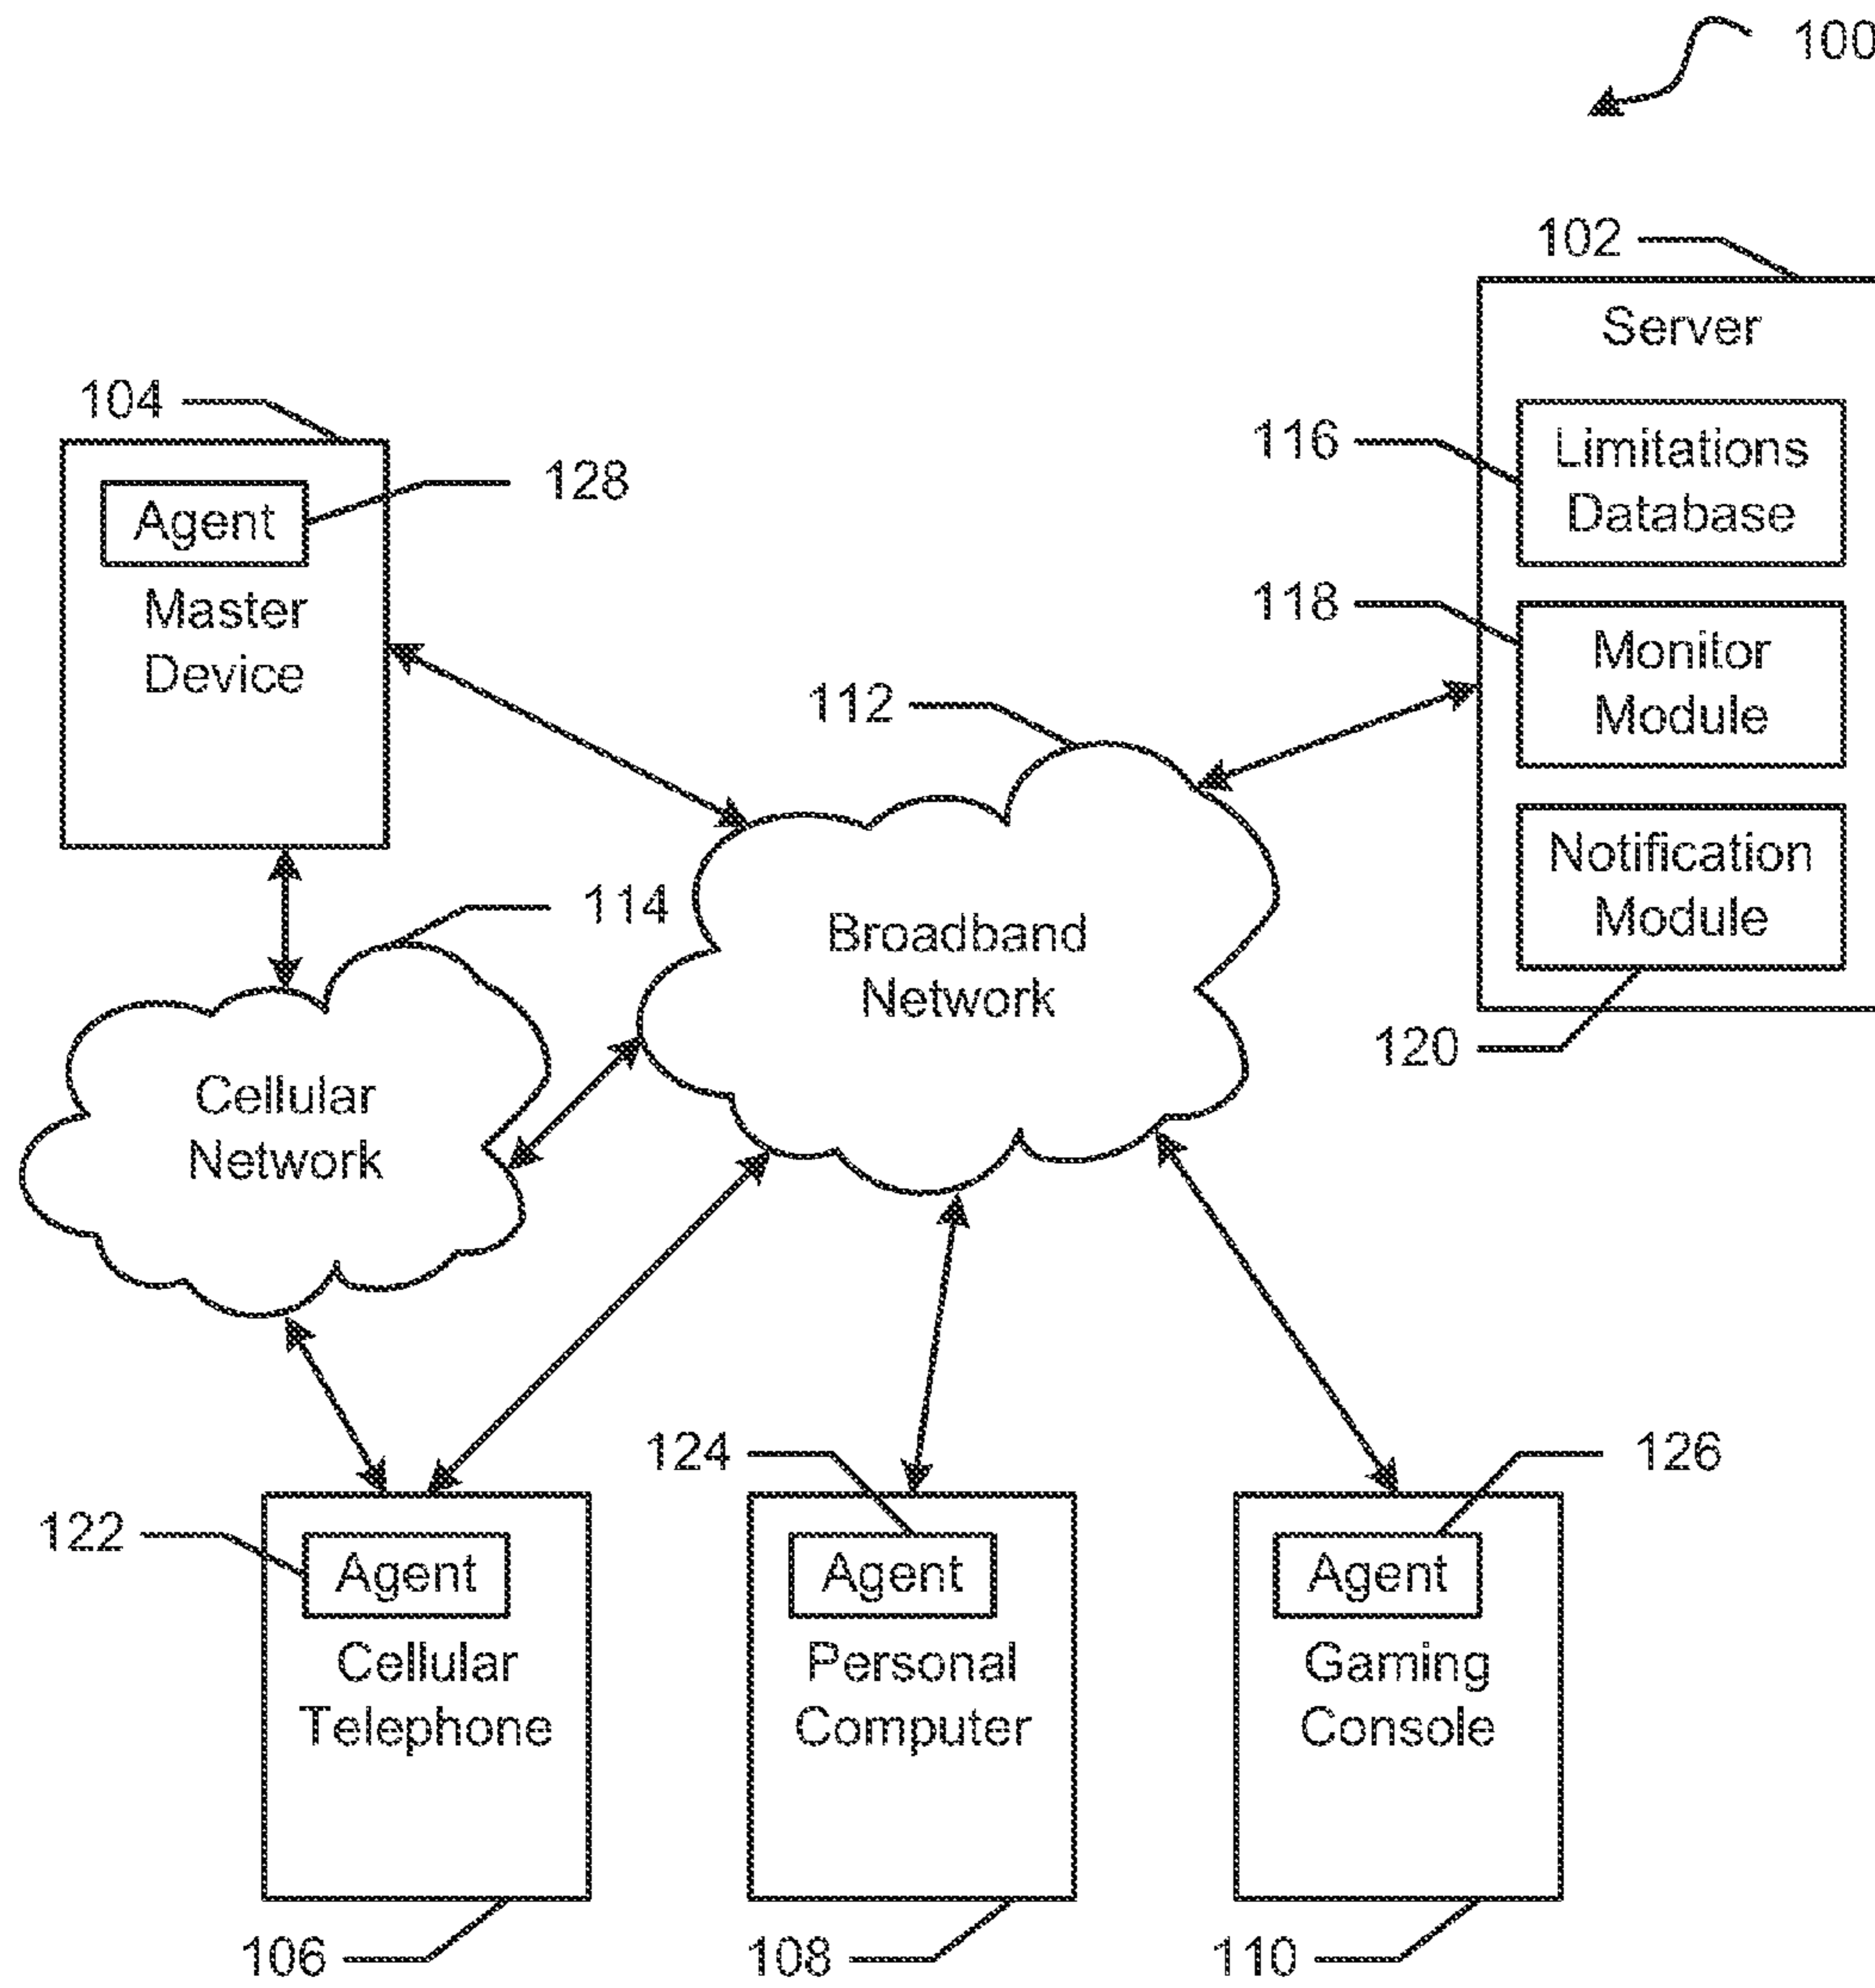 100
102
Server
104
116
Limitations
Database
128
Agent
Master
Device
118
Monitor
Module
112
114
Notification
Module
Broadband
Network
120
Cellular
Network
124
126
122
Agent
Agent
Agent
Cellular
Telephone
Personal
Computer
Gaming
Console
106
108
110